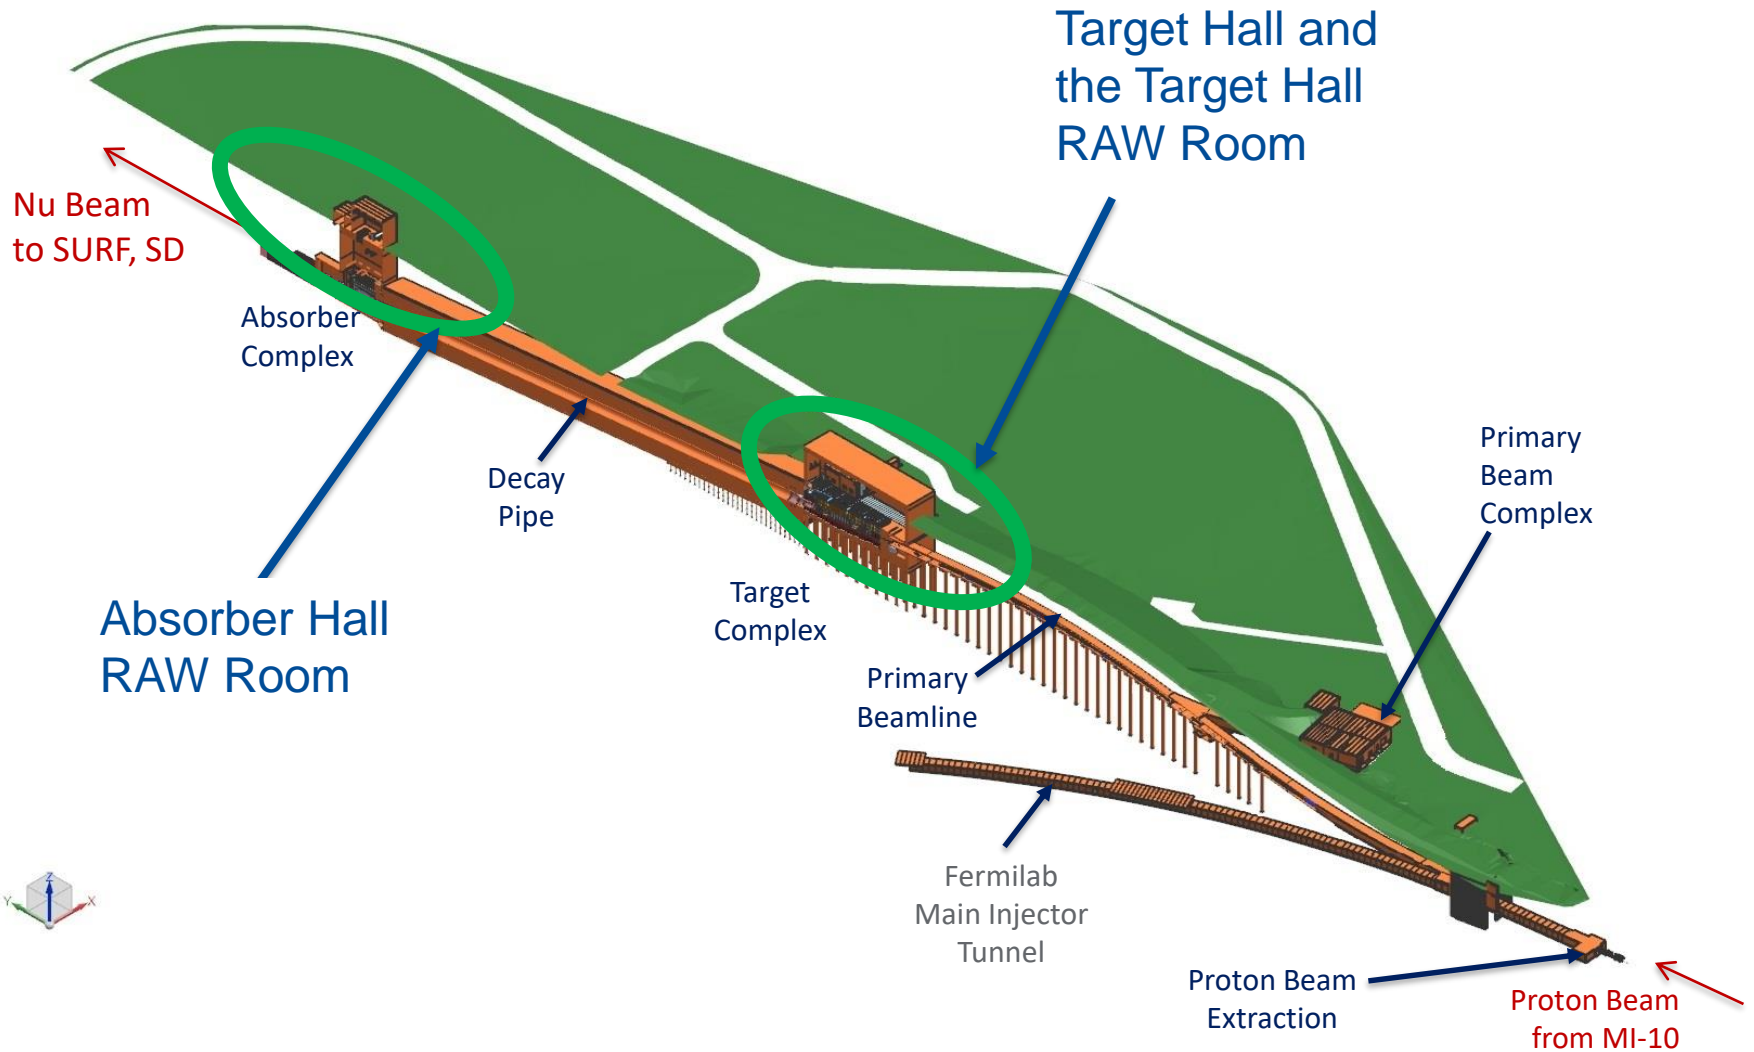 Target Hall and
the Target Hall
RAW Room
Nu Beam
to SURF, SD
Absorber
Complex
Decay
Pipe
Primary
Beam
Complex
Absorber Hall
RAW Room
Target
Complex
Primary
Beamline
Fermilab
Main Injector
Tunnel
Proton Beam
Extraction
Proton Beam
from MI-10
Z
Y
X